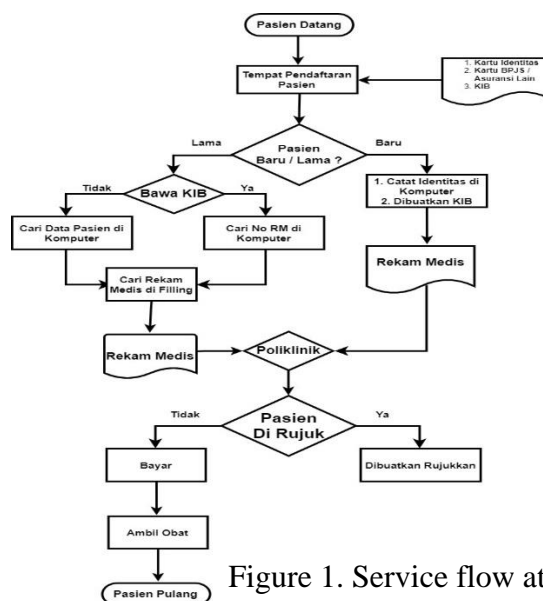 Pasien Datang
Tempat Pendaftaran
Pasien
1. Kartu Identitas
2. Kartu BPJS /
Asuransi Lain
3. KIB
Pasien
Baru / Lama ?
Lama
Baru
Bawa KIB
Tidak
Ya
1. Catat Identitas di
Komputer
2. Dibuatkan KIB
Cari Data Pasien di
Komputer
Cari No RM di
Komputer
Rekam Medis
Cari Rekam
Medis di Filling
Rekam Medis
Poliklinik
Pasien
Di Rujuk
Tidak
Ya
Bayar
Dibuatkan Rujukkan
Ambil Obat
Pasien Pulang
Figure 1. Service flow at